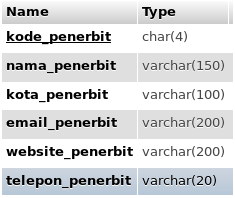 Name Type
kode_penerbit char(4)
nama_penerbit varchar(150)
kota_penerbit varchar(100)
email_penerbit varchar(200)
website_penerbit varchar(200)
telepon_penerbit varchar(20)